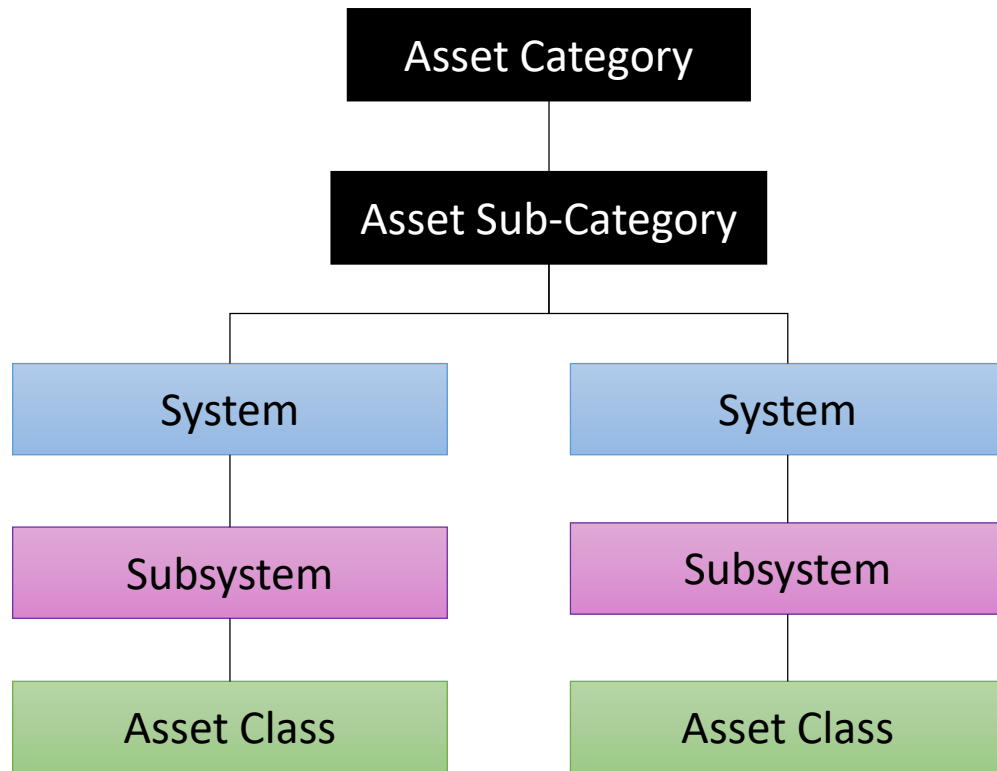 Asset Category
Asset Sub-Category
System
System
Subsystem
Subsystem
Asset Class
Asset Class